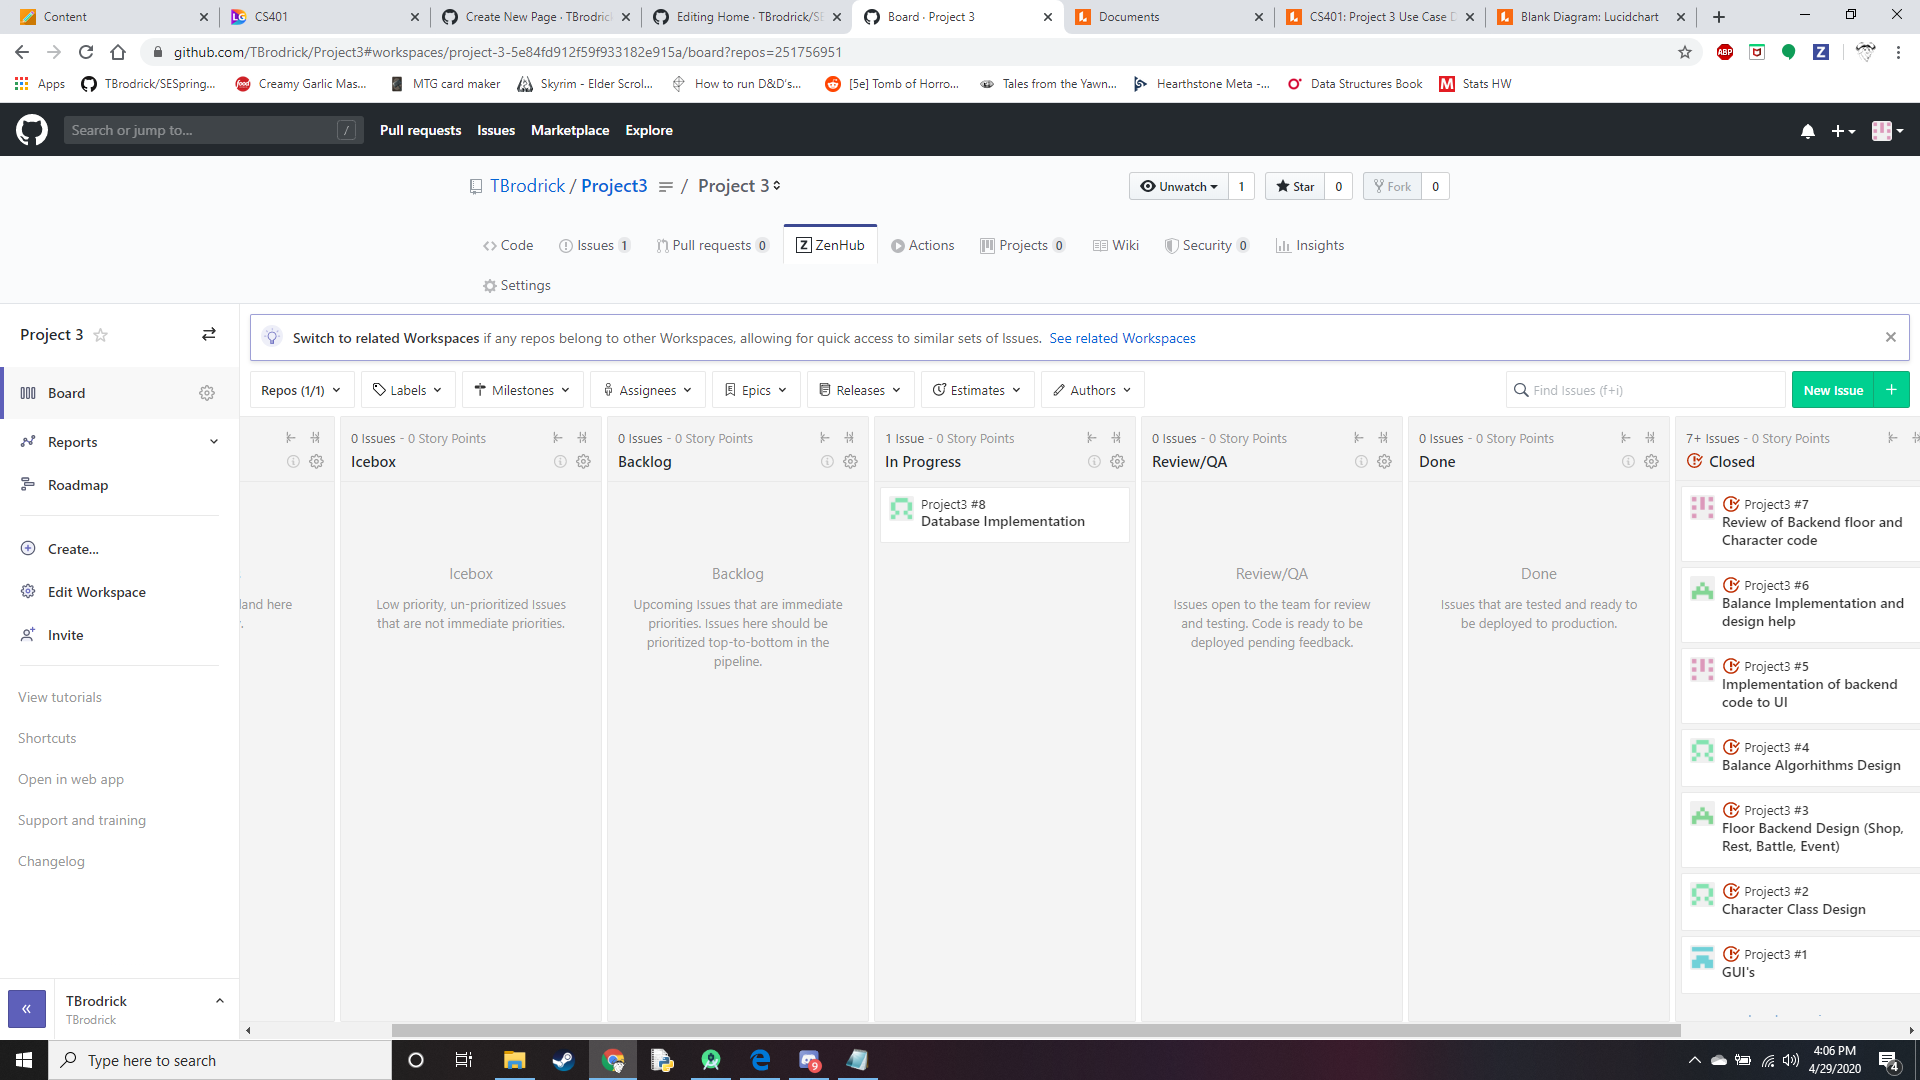 Content
CS401
Create New Page · TBrodric
Editing Home · TBrodrick/SE
Board · Project 3
Documents
CS401: Project 3 Use Case D
Blank Diagram: Lucidchart
github.com/TBrodrick/Project3#workspaces/project-3-5e84fd912f59f933182e915a/board?repos=251756951
ABP
Z
Apps
TBrodrick/SESpring...
food
Creamy Garlic Mas...
MTG card maker
Skyrim - Elder Scrol...
How to run D&D's...
[5e] Tomb of Horro...
Tales from the Yawn...
Hearthstone Meta -...
Data Structures Book
M
Stats HW
Search or jump to...
/
Pull requests
Issues
Marketplace
Explore
TBrodrick / Project3 / Project 3
Unwatch 1
Star 0
Fork 0
Code
Issues 1
Pull requests 0
Z ZenHub
Actions
Projects 0
Wiki
Security 0
Insights
Settings
Project 3
Board
Reports
Roadmap
Create...
Edit Workspace
Invite
View tutorials
Shortcuts
Open in web app
Support and training
Changelog
«
TBrodrick
TBrodrick
Switch to related Workspaces if any repos belong to other Workspaces, allowing for quick access to similar sets of Issues. See related Workspaces
Repos (1/1)
Labels
Milestones
Assignees
Epics
Releases
Estimates
Authors
Find Issues (f+i)
New Issue +
land here
0 Issues - 0 Story Points
Icebox
Icebox
Low priority, un-prioritized Issues
that are not immediate priorities.
0 Issues - 0 Story Points
Backlog
Backlog
Upcoming Issues that are immediate
priorities. Issues here should be
prioritized top-to-bottom in the
pipeline.
1 Issue - 0 Story Points
In Progress
Project3 #8
Database Implementation
0 Issues - 0 Story Points
Review/QA
Review/QA
Issues open to the team for review
and testing. Code is ready to be
deployed pending feedback.
0 Issues - 0 Story Points
Done
Done
Issues that are tested and ready to
be deployed to production.
7+ Issues - 0 Story Points
Closed
Project3 #7
Review of Backend floor and
Character code
Project3 #6
Balance Implementation and
design help
Project3 #5
Implementation of backend
code to UI
Project3 #4
Balance Algorhithms Design
Project3 #3
Floor Backend Design (Shop,
Rest, Battle, Event)
Project3 #2
Character Class Design
Project3 #1
GUI's
Type here to search
9
4:06 PM
4/29/2020
4